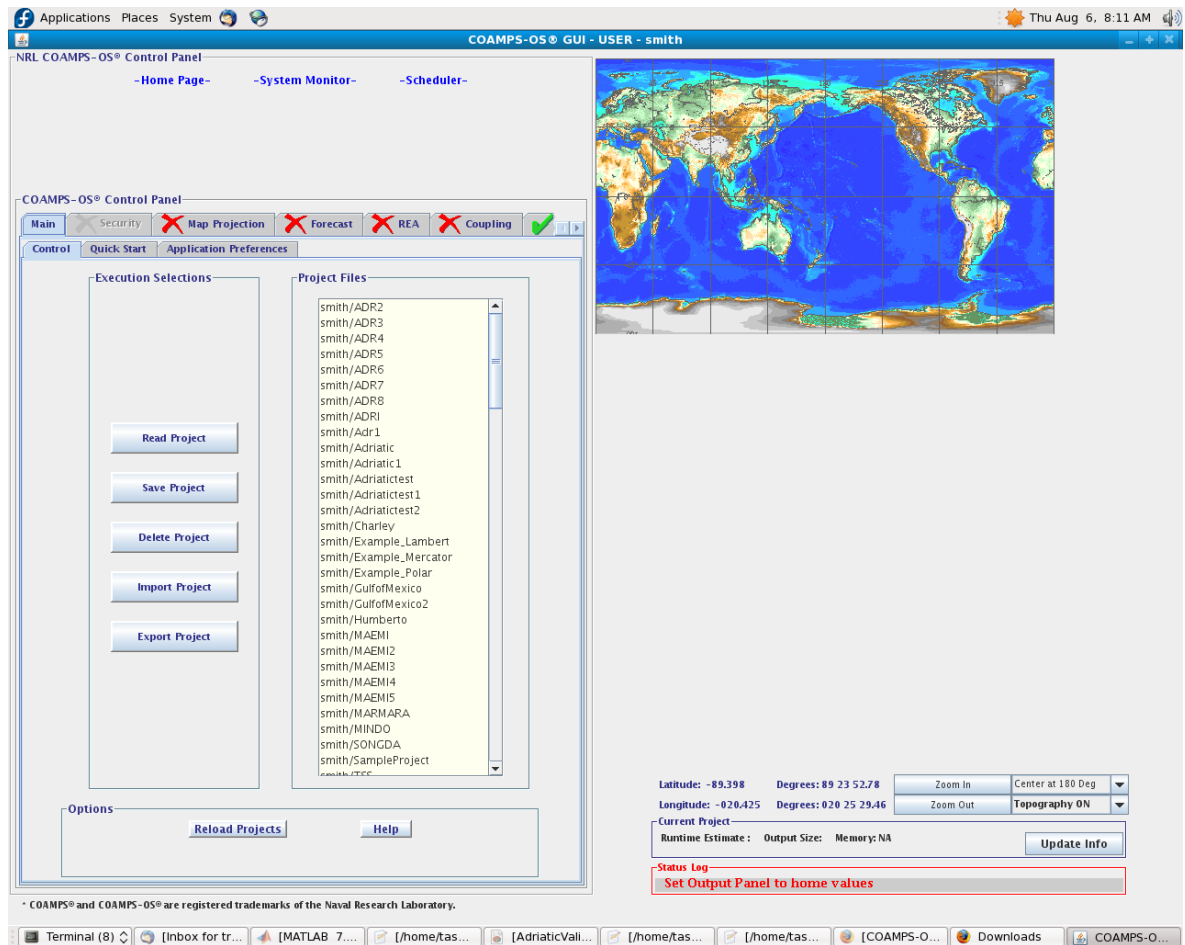 Applications Places System Thu Aug 6, 8:11 AM
COAMPS-OS® GUI - USER - smith
NRL COAMPS-OS® Control Panel
-Home Page- -System Monitor- -Scheduler-
COAMPS-OS® Control Panel
Main Security Map Projection Forecast REA Coupling
Control Quick Start Application Preferences
Execution Selections
Read Project
Save Project
Delete Project
Import Project
Export Project
Project Files
smith/ADR2
smith/ADR3
smith/ADR4
smith/ADR5
smith/ADR6
smith/ADR7
smith/ADR8
smith/ADRI
smith/Adr1
smith/Adriatic
smith/Adriatic1
smith/Adriatictest
smith/Adriatictest1
smith/Adriatictest2
smith/Charley
smith/Example_Lambert
smith/Example_Mercator
smith/Example_Polar
smith/GulfofMexico
smith/GulfofMexico2
smith/Humberto
smith/MAEMI
smith/MAEMI2
smith/MAEMI3
smith/MAEMI4
smith/MAEMI5
smith/MARMARA
smith/MINDO
smith/SONGDA
smith/SampleProject
Options
Reload Projects Help
Latitude: -89.398 Degrees: 89 23 52.78 Zoom In Center at 180 Deg
Longitude: -020.425 Degrees: 020 25 29.46 Zoom Out Topography ON
Current Project
Runtime Estimate : Output Size: Memory: NA
Update Info
Status Log
Set Output Panel to home values
* COAMPS® and COAMPS-OS® are registered trademarks of the Naval Research Laboratory.
Terminal (8) [Inbox for tr... [MATLAB 7.... [/home/tas... [AdriaticVali... [/home/tas... [/home/tas... [COAMPS-O... Downloads COAMPS-O...